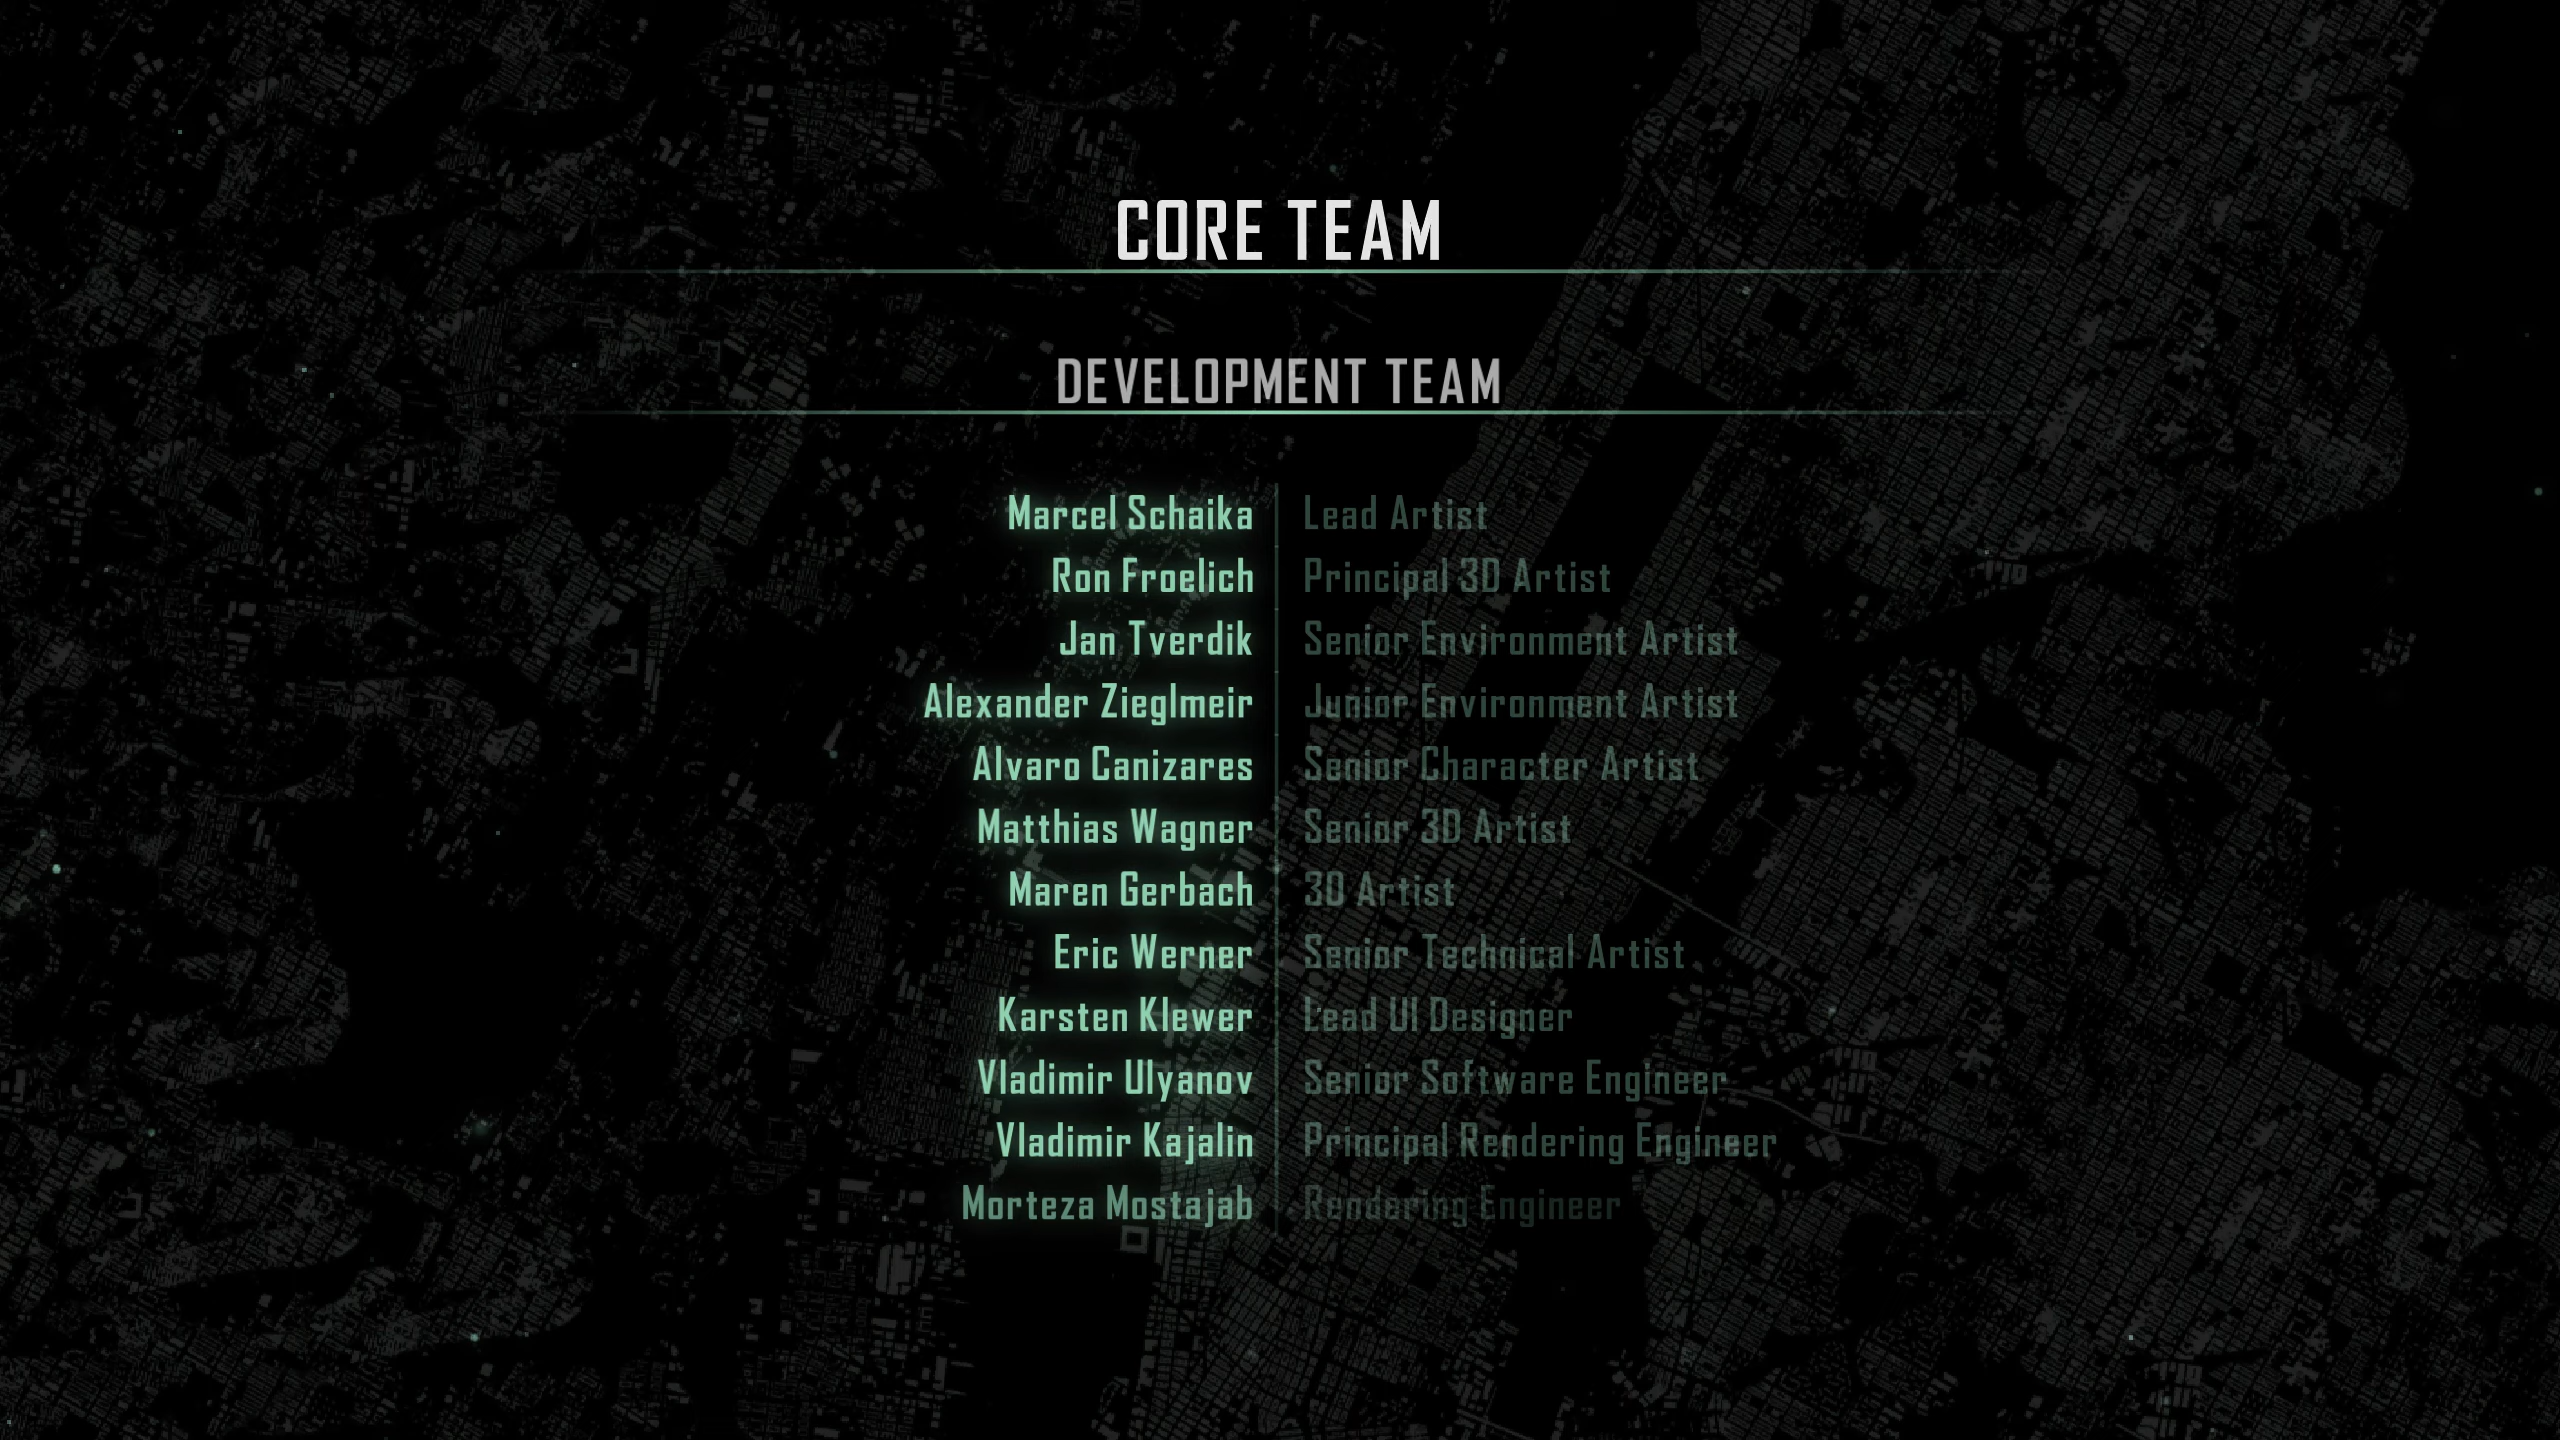 CORE TEAM
DEVELOPMENT TEAM
Marcel Schaika Lead Artist
Ron Froelich Principal 3D Artist
Jan Tverdik Senior Environment Artist
Alexander Zieglmeir Junior Environment Artist
Alvaro Canizares Senior Character Artist
Matthias Wagner Senior 3D Artist
Maren Gerbach 3D Artist
Eric Werner Senior Technical Artist
Karsten Klewer Lead UI Designer
Vladimir Ulyanov Senior Software Engineer
Vladimir Kajalin Principal Rendering Engineer
Morteza Mostajab Rendering Engineer